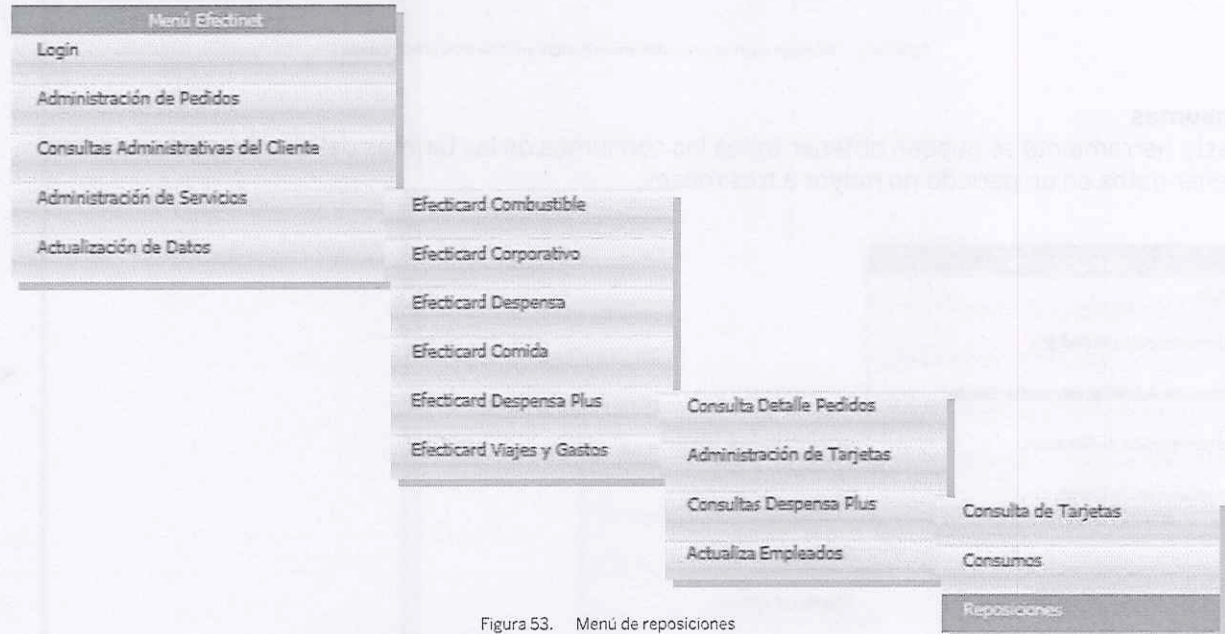 Menú Efectinet
Login
Administración de Pedidos
Consultas Administrativas del Cliente
Administración de Servicios
Actualización de Datos
Efecticard Combustible
Efecticard Corporativo
Efecticard Despensa
Efecticard Comida
Efecticard Despensa Plus
Efecticard Viajes y Gastos
Consulta Detalle Pedidos
Administración de Tarjetas
Consultas Despensa Plus
Actualiza Empleados
Consulta de Tarjetas
Consumos
Reposiciones
Figura 53. Menú de reposiciones